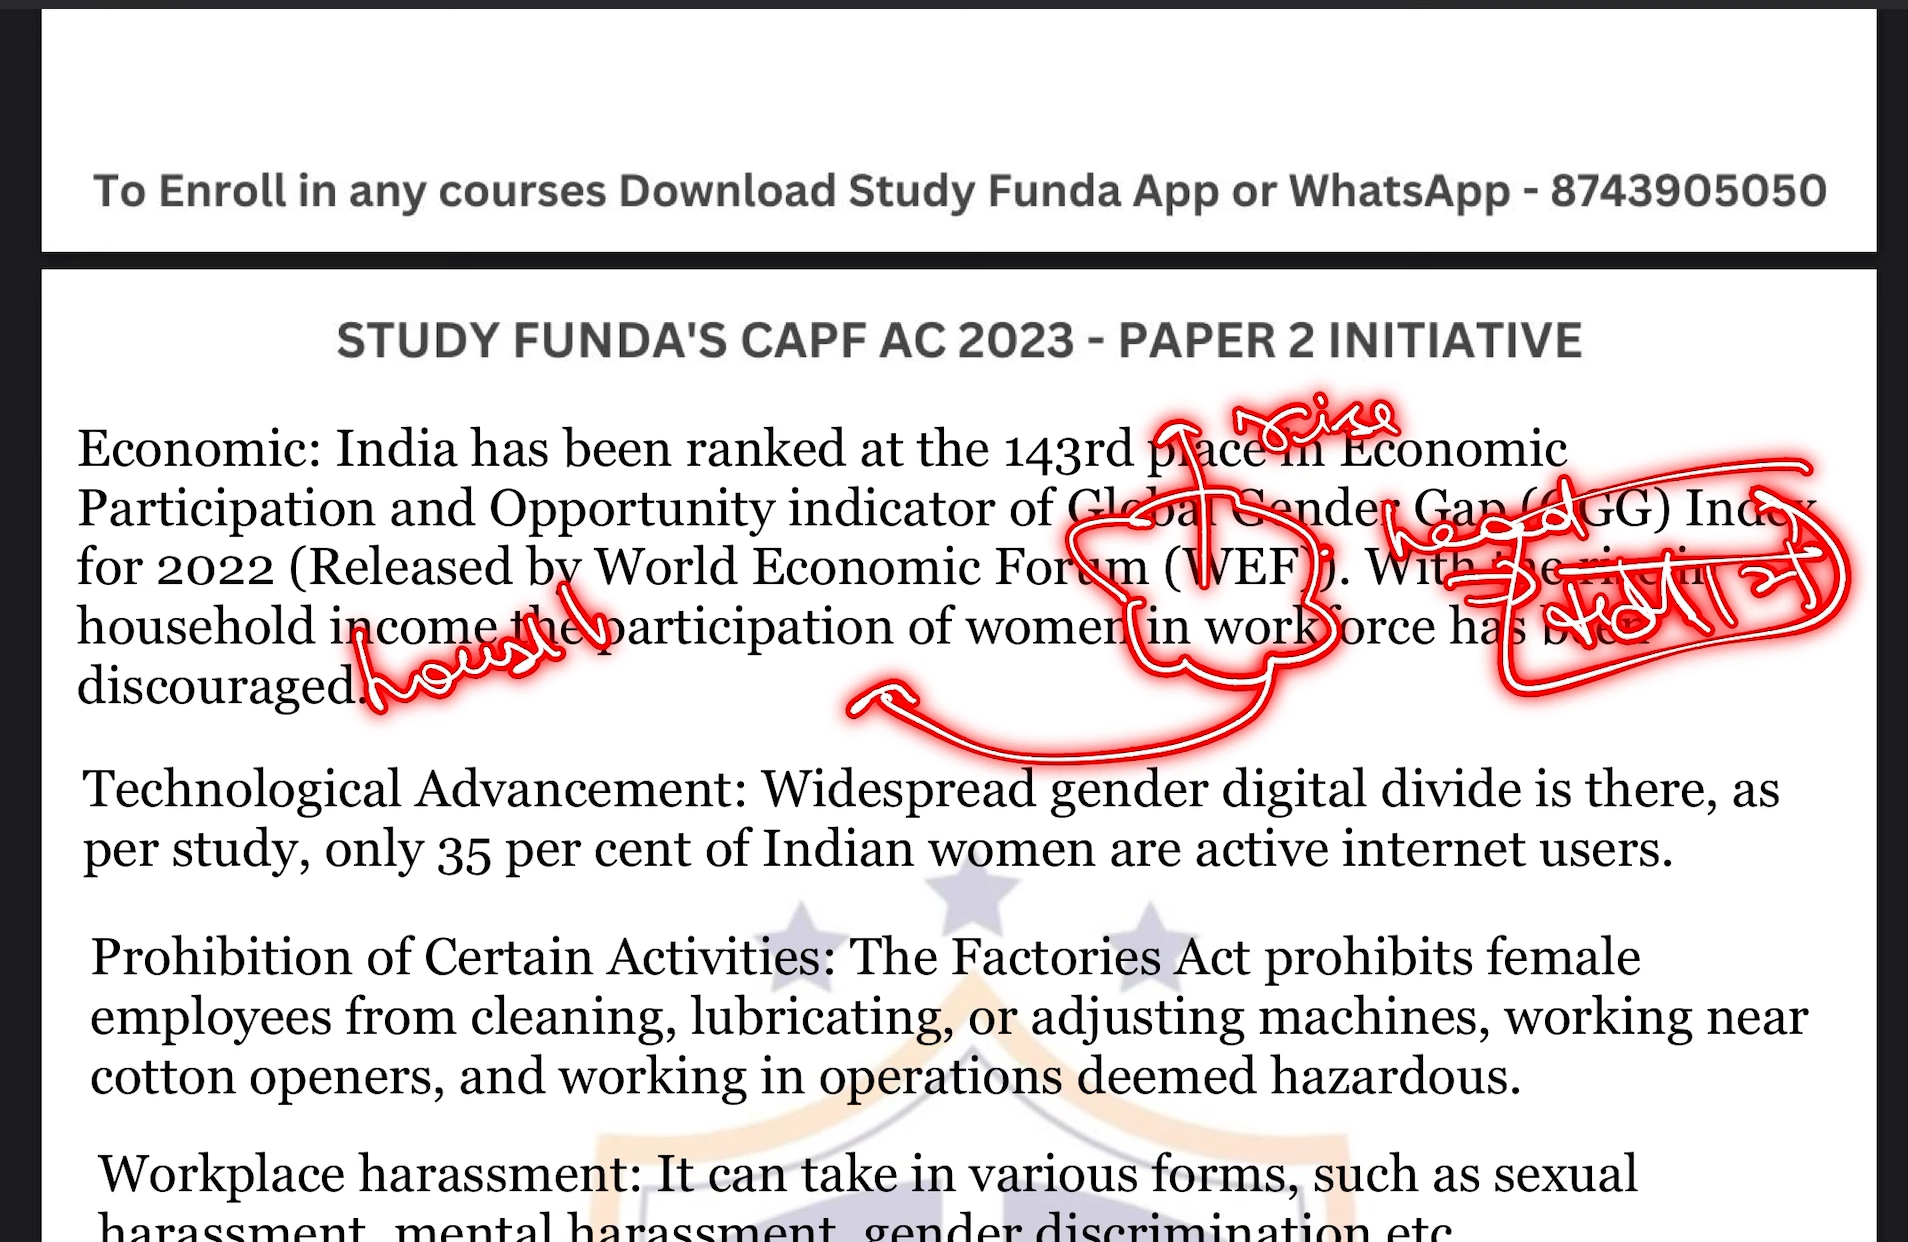 To Enroll in any courses Download Study Funda App or WhatsApp - 8743905050
STUDY FUNDA'S CAPF AC 2023 - PAPER 2 INITIATIVE
rise
Economic: India has been ranked at the 143rd place in Economic
Participation and Opportunity indicator of Global Gender Gap (GGG) Index
head
for 2022 (Released by World Economic Forum (WEF)). With the rise in
household income the participation of women in workforce has been
discouraged.
Technological Advancement: Widespread gender digital divide is there, as
per study, only 35 per cent of Indian women are active internet users.
Prohibition of Certain Activities: The Factories Act prohibits female
employees from cleaning, lubricating, or adjusting machines, working near
cotton openers, and working in operations deemed hazardous.
Workplace harassment: It can take in various forms, such as sexual
harassment, mental harassment, gender discrimination etc